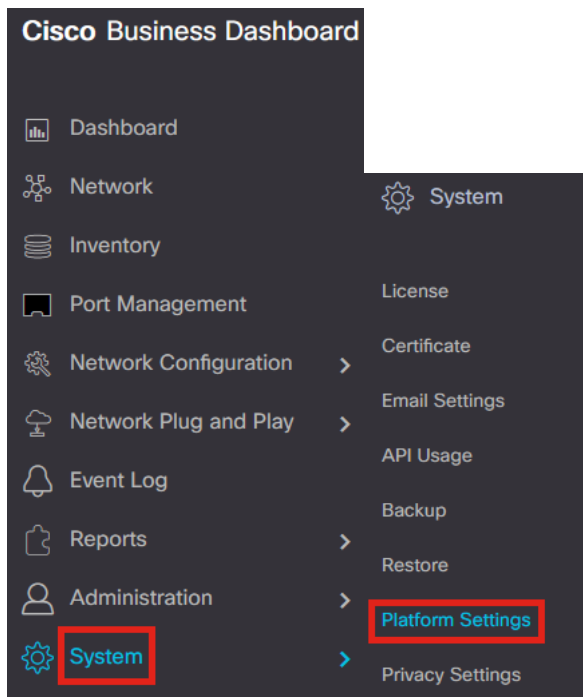 Cisco Business Dashboard
Dashboard
Network
Inventory
Port Management
Network Configuration
Network Plug and Play
Event Log
Reports
Administration
System
System
License
Certificate
Email Settings
API Usage
Backup
Restore
Platform Settings
Privacy Settings